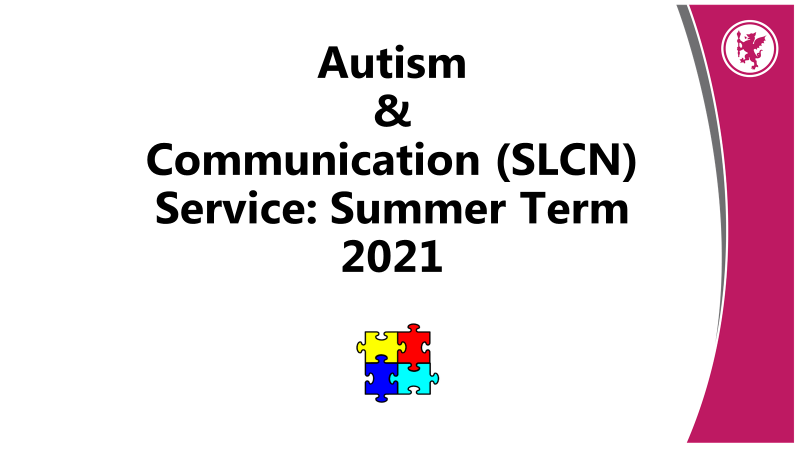 Autism
&
Communication (SLCN)
Service: Summer Term
2021